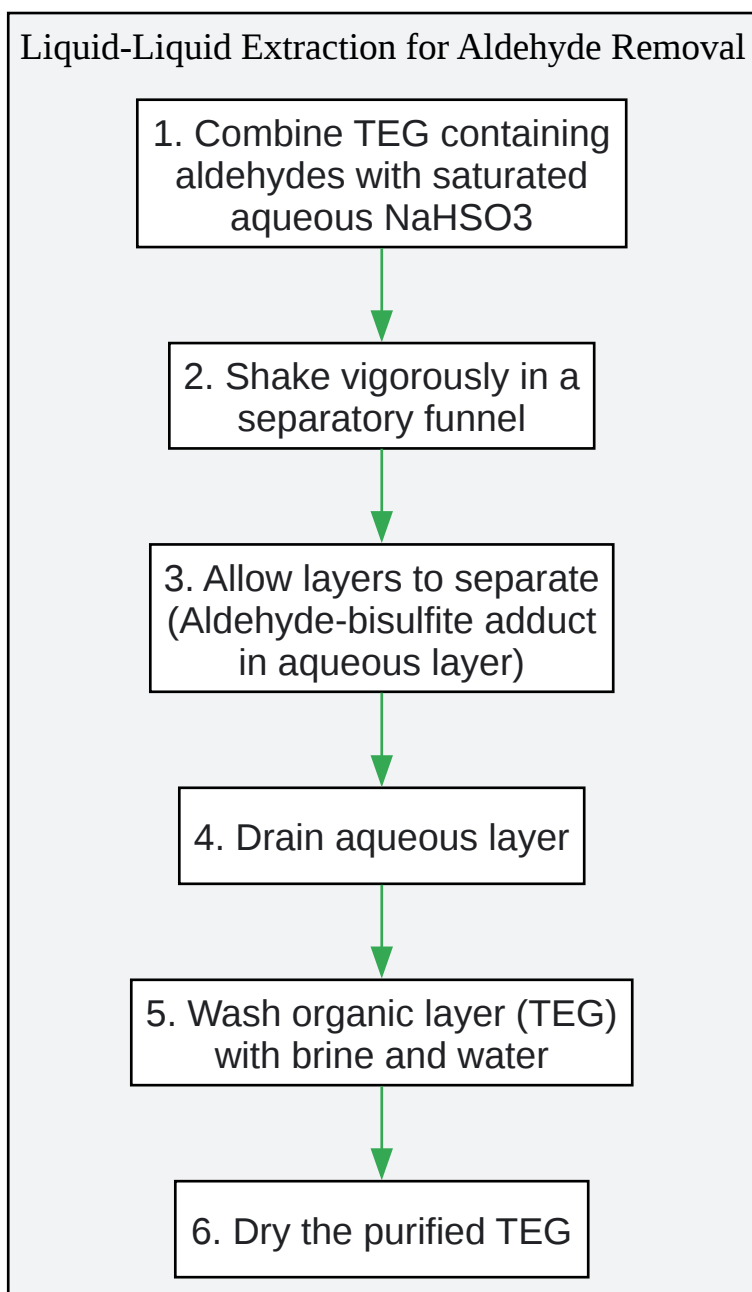 Liquid-Liquid Extraction for Aldehyde Removal
1. Combine TEG containing
aldehydes with saturated
aqueous NaHSO3
2. Shake vigorously in a
separatory funnel
3. Allow layers to separate
(Aldehyde-bisulfite adduct
in aqueous layer)
4. Drain aqueous layer
5. Wash organic layer (TEG)
with brine and water
6. Dry the purified TEG